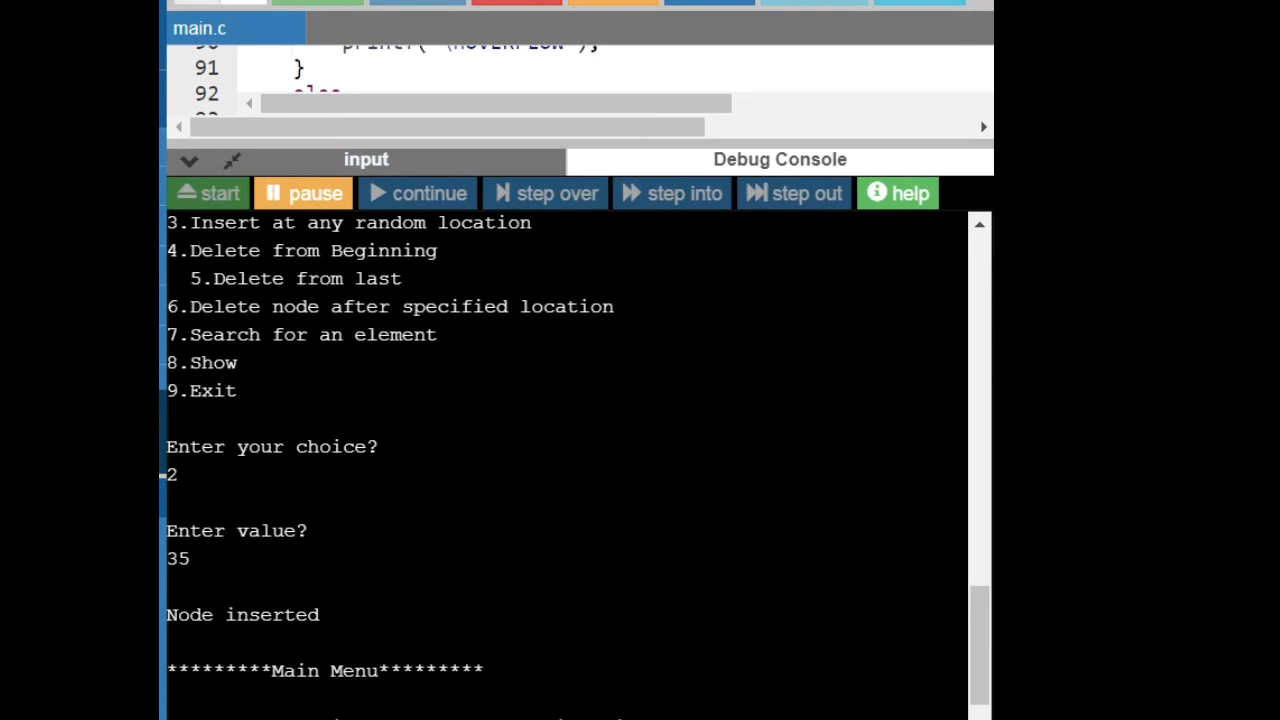 main.c
91 }
92 else
input
Debug Console
start pause continue step over step into step out help
3.Insert at any random location
4.Delete from Beginning
5.Delete from last
6.Delete node after specified location
7.Search for an element
8.Show
9.Exit
Enter your choice?
2
Enter value?
35
Node inserted
*********Main Menu*********